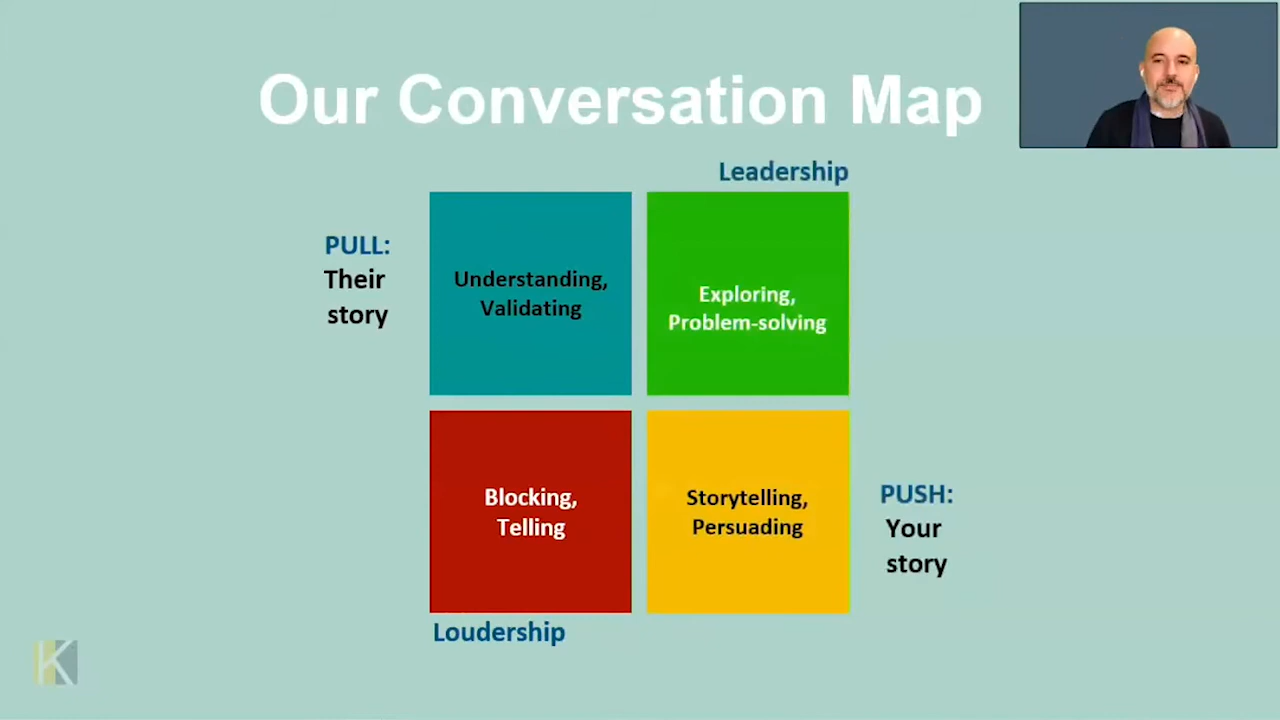 Our Conversation Map
Leadership
PULL:
Their
story
Understanding,
Validating
Exploring,
Problem-solving
Blocking,
Telling
Storytelling,
Persuading
PUSH:
Your
story
Loudership
K